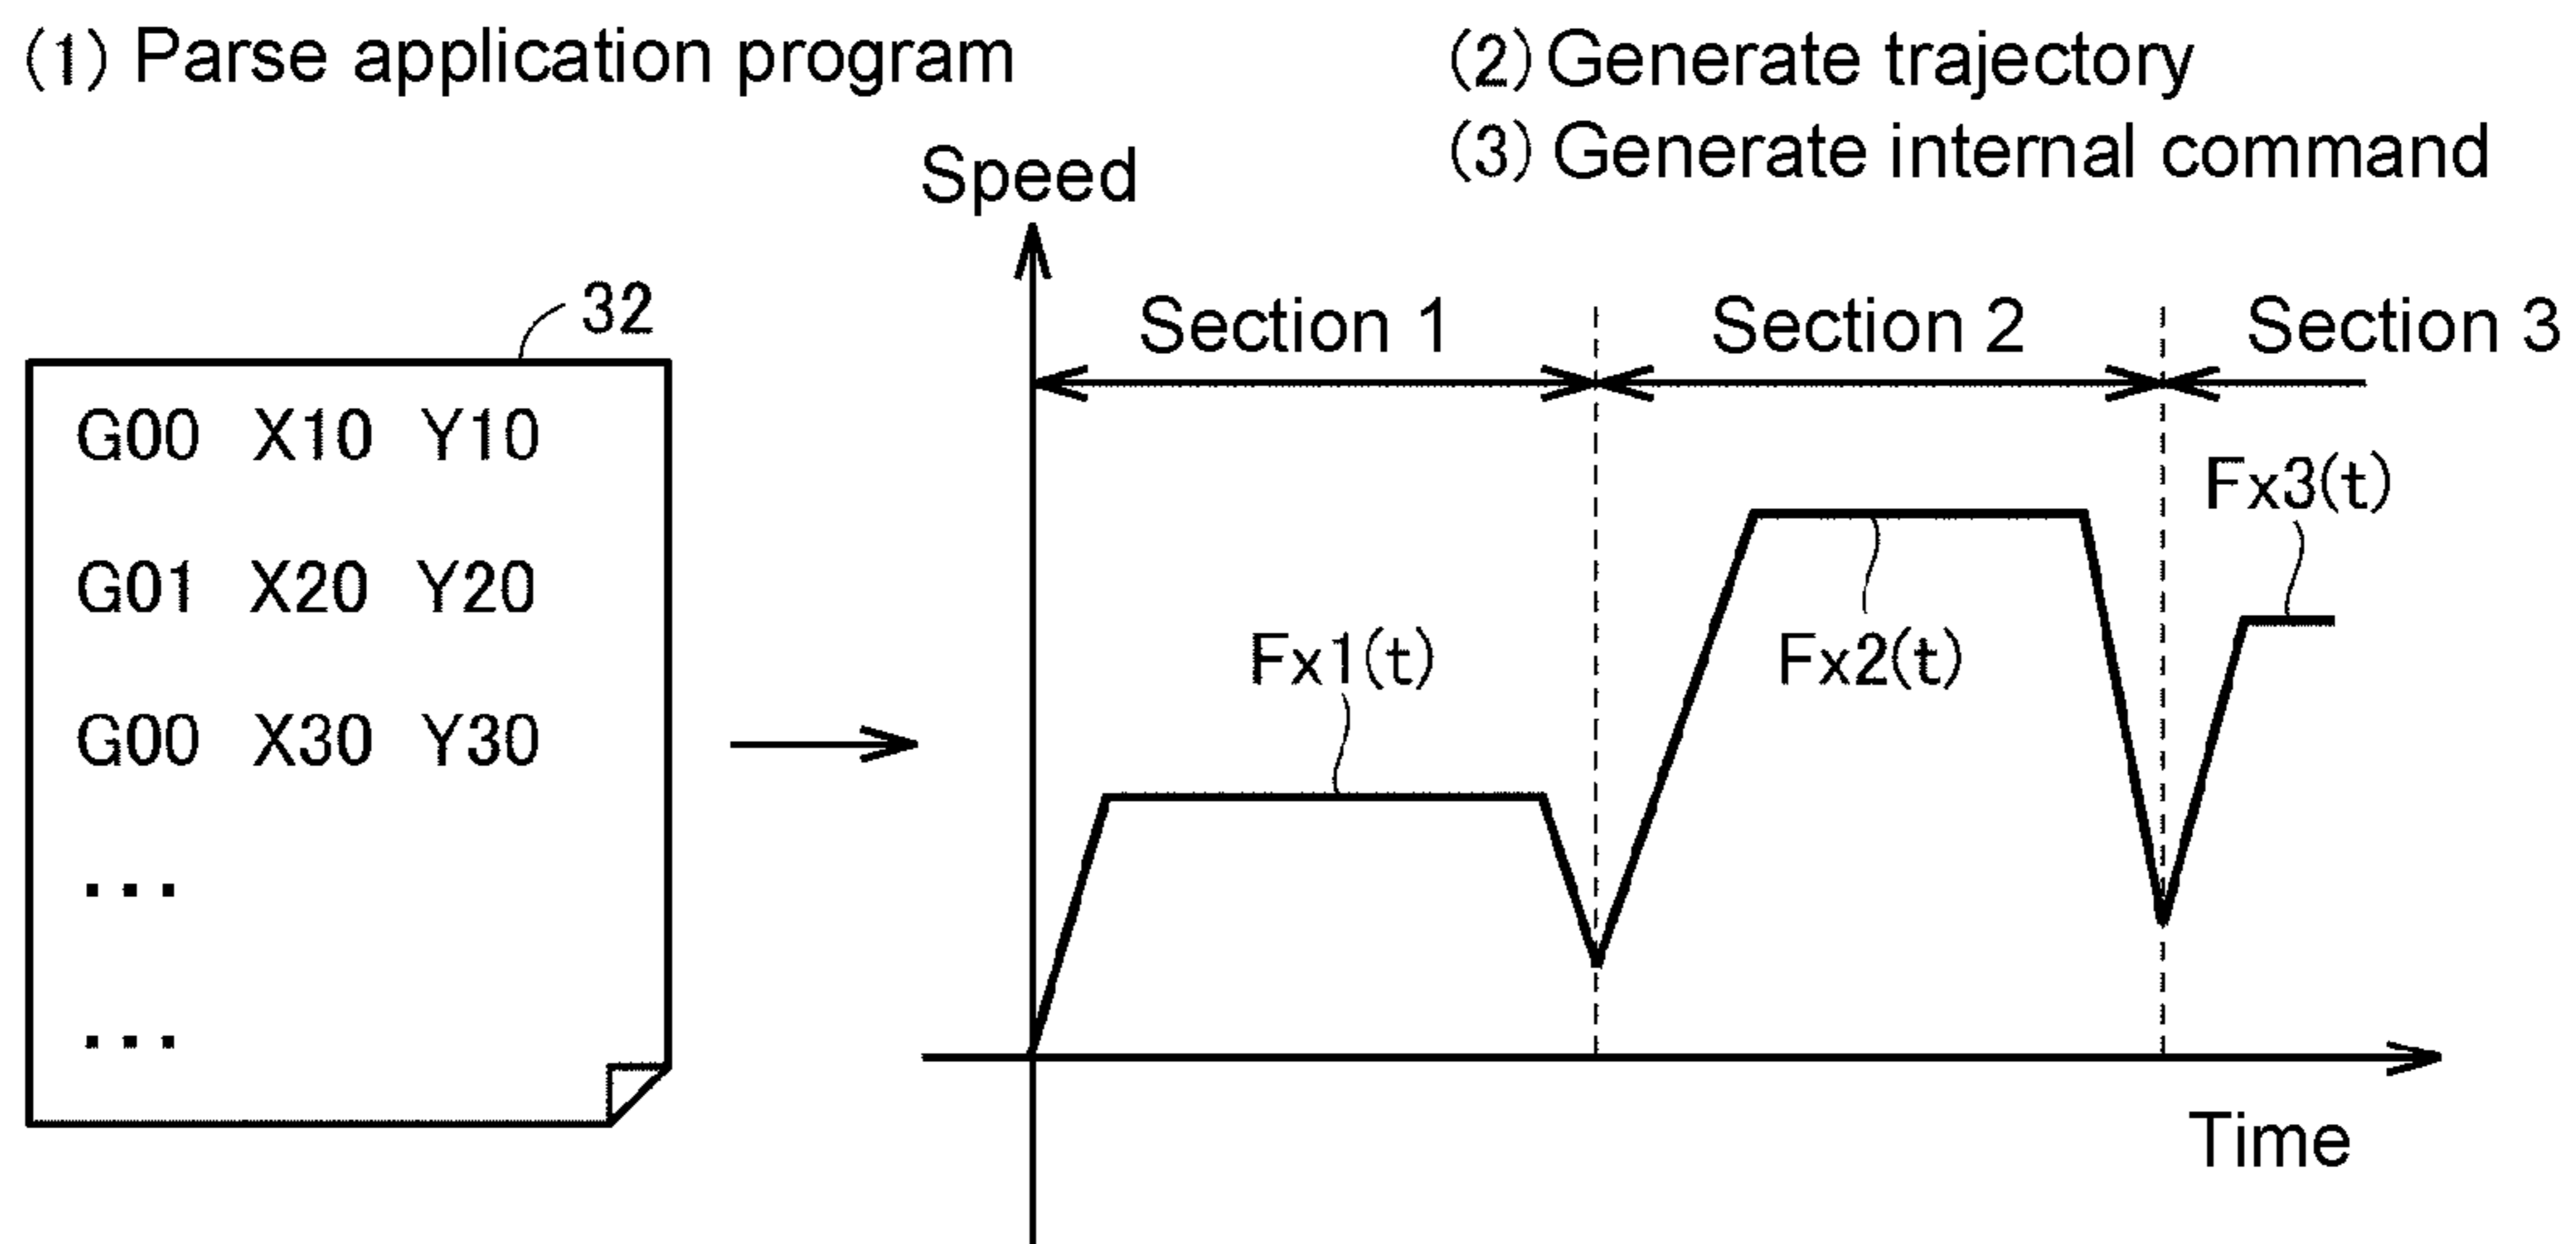 (1) Parse application program
(2) Generate trajectory
(3) Generate internal command
32
G00 X10 Y10
G01 X20 Y20
G00 X30 Y30
...
...
Speed
Section 1
Section 2
Section 3
Fx1(t)
Fx2(t)
Fx3(t)
Time